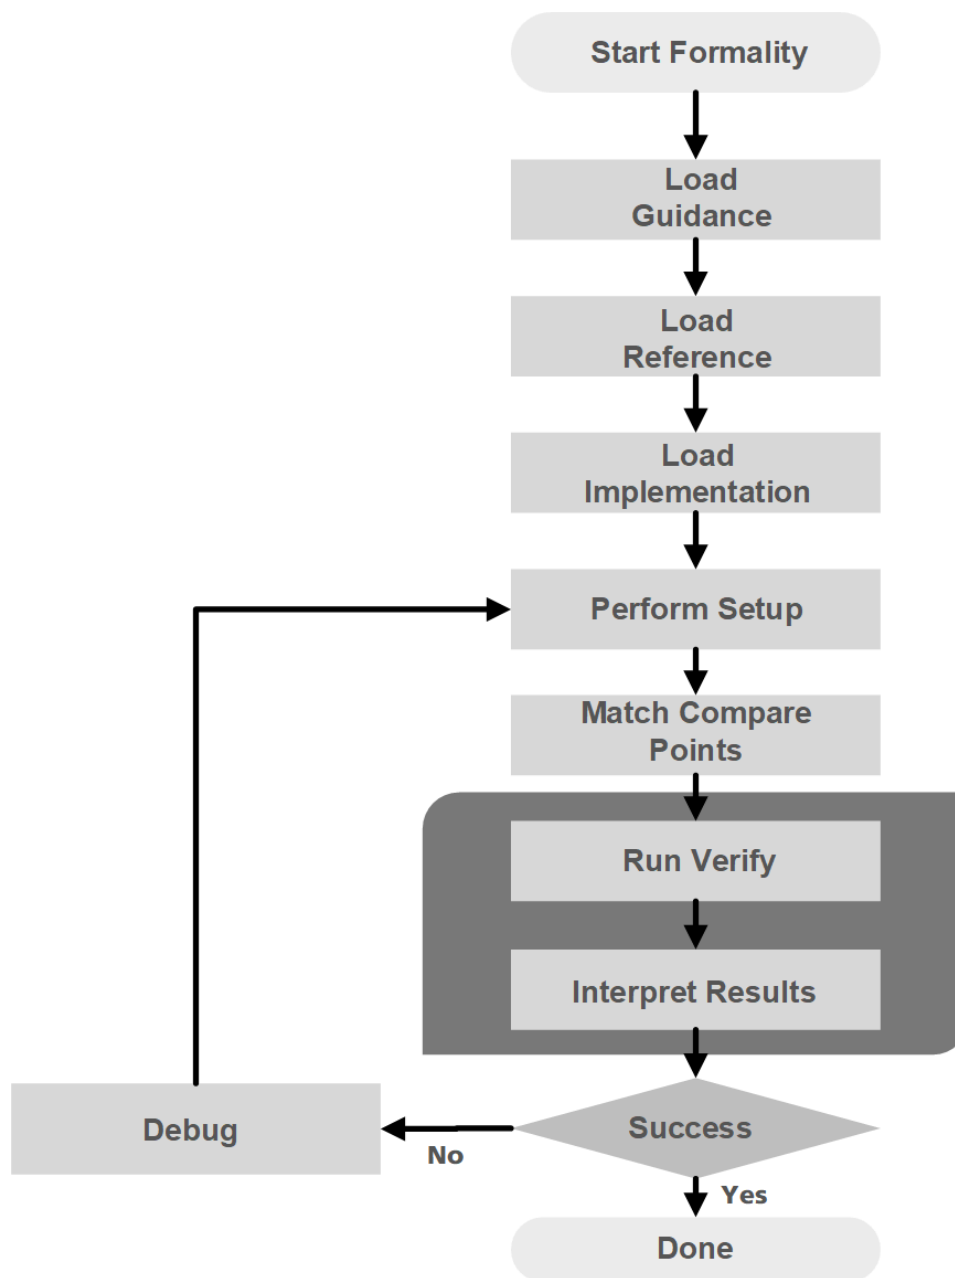 Start Formality
Load
Guidance
Load
Reference
Load
Implementation
Perform Setup
Match Compare
Points
Run Verify
Interpret Results
Success
No
Debug
Yes
Done